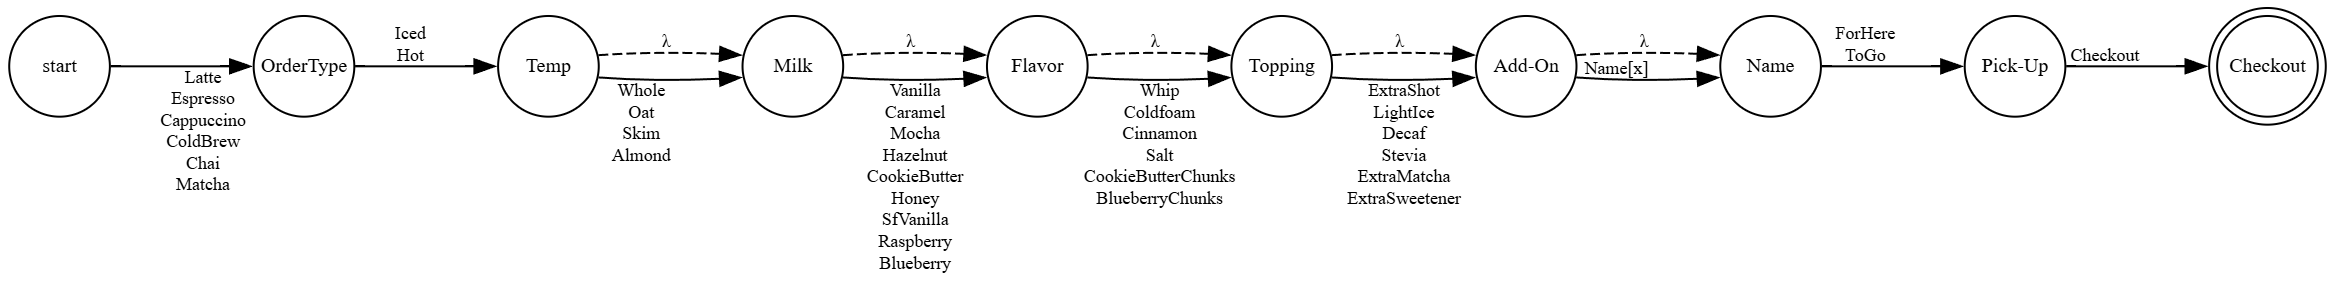 start
Latte
Espresso
Cappuccino
ColdBrew
Chai
Matcha
OrderType
Iced
Hot
Temp
λ
Whole
Oat
Skim
Almond
Milk
λ
Vanilla
Caramel
Mocha
Hazelnut
CookieButter
Honey
SfVanilla
Raspberry
Blueberry
Flavor
λ
Whip
Coldfoam
Cinnamon
Salt
CookieButterChunks
BlueberryChunks
Topping
λ
ExtraShot
LightIce
Decaf
Stevia
ExtraMatcha
ExtraSweetener
Add-On
λ
Name[x]
Name
ForHere
ToGo
Pick-Up
Checkout
Checkout